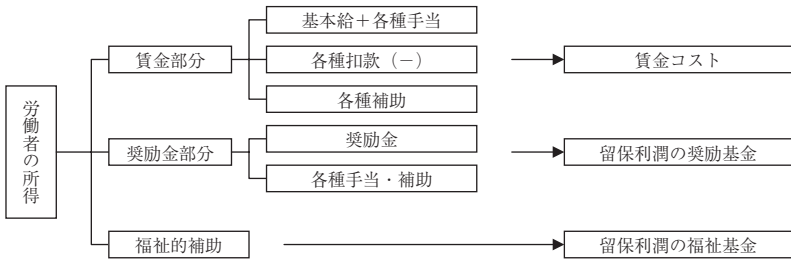 労働者の所得
賃金部分
基本給＋各種手当
各種扣款（－）
各種補助
賃金コスト
奨励金部分
奨励金
各種手当・補助
留保利潤の奨励基金
福祉的補助
留保利潤の福祉基金